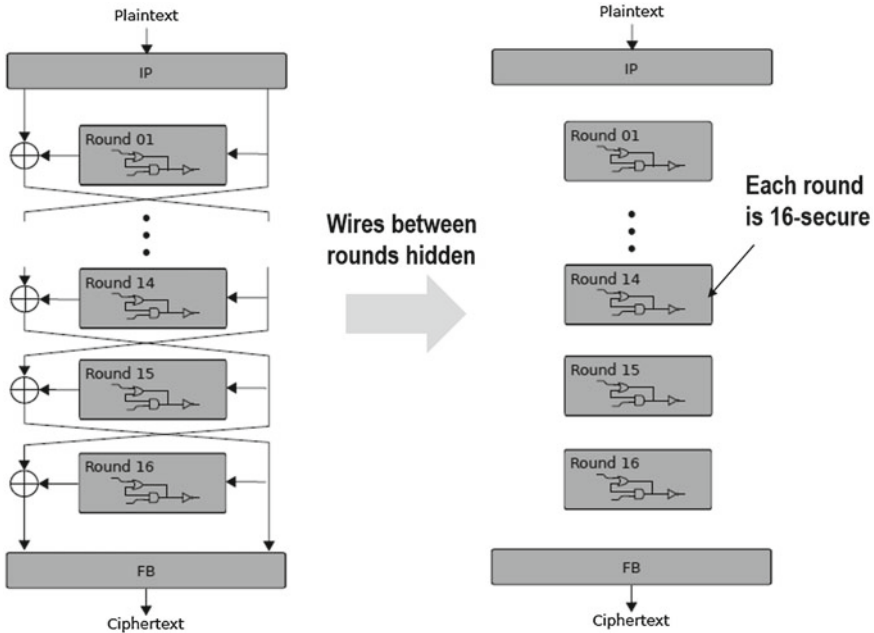 Plaintext
IP
Round 01
Round 14
Round 15
Round 16
FB
Ciphertext
Wires between
rounds hidden
Plaintext
IP
Round 01
Each round
is 16-secure
Round 14
Round 15
Round 16
FB
Ciphertext